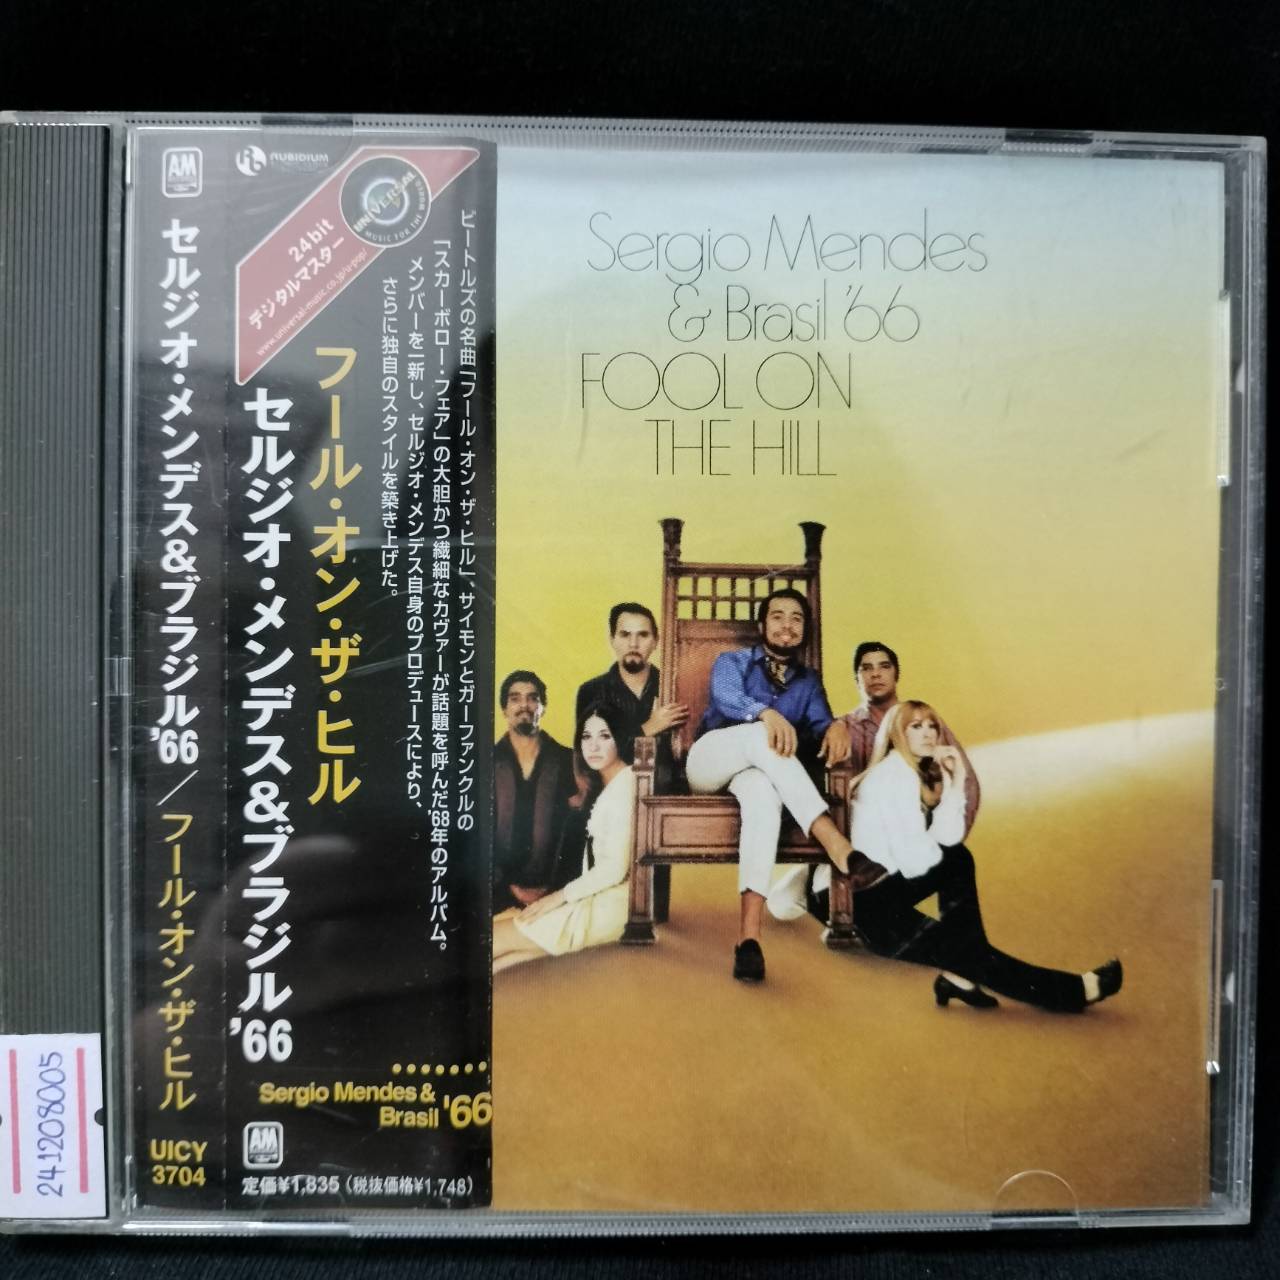 A&M
セルジオ・メンデス&ブラジル'66/フール・オン・ザ・ヒル
UICY
3704
241208005
Rb RUBIDIUM
24bit
デジタルマスター
www.universal-music.co.jp/u-pop/
UNIVERSAL
ビートルズの名曲「フール・オン・ザ・ヒル」、サイモンとガーファンクルの
「スカーボロー・フェア」の大胆かつ繊細なカヴァーが話題を呼んだ'68年のアルバム。
メンバーを一新し、セルジオ・メンデス自身のプロデュースにより、
さらに独自のスタイルを築き上げた。
フール・オン・ザ・ヒル
セルジオ・メンデス&ブラジル'66
Sergio Mendes &
Brasil '66
A&M
定価¥1,835（税抜価格¥1,748）
Sergio Mendes
& Brasil '66
FOOL ON
THE HILL